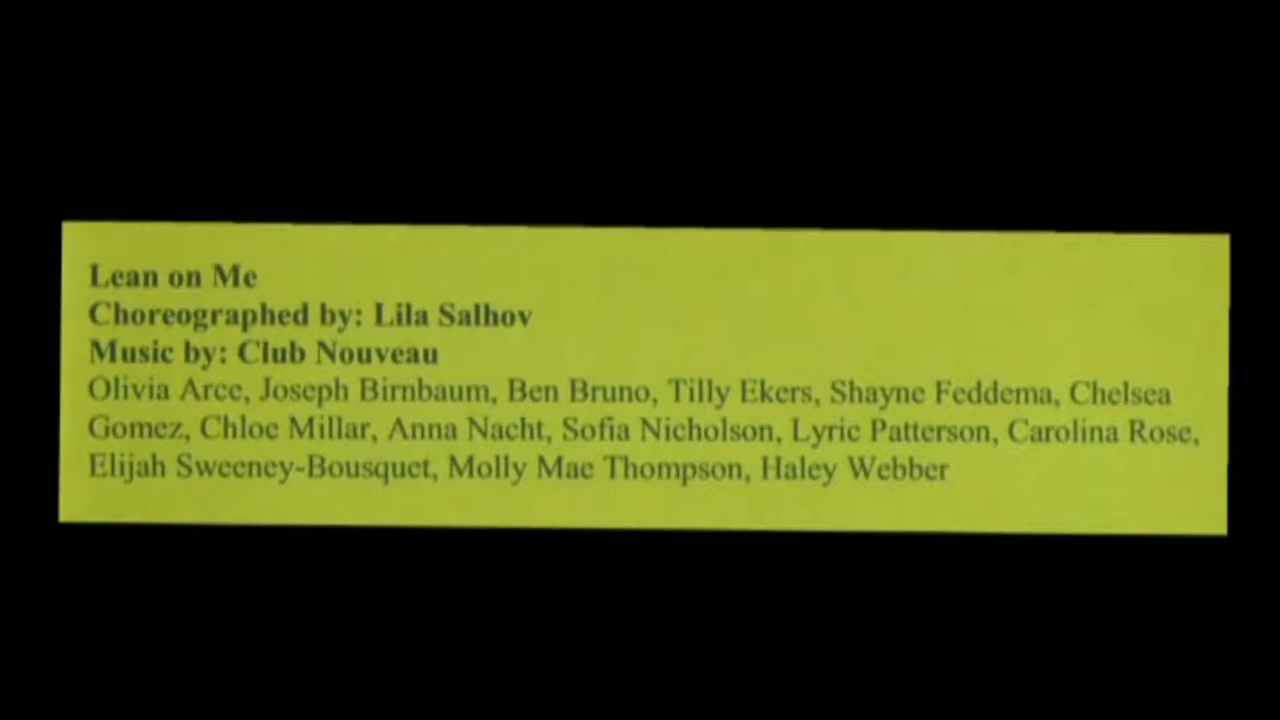 Lean on Me
Choreographed by: Lila Salhov
Music by: Club Nouveau
Olivia Arce, Joseph Birnbaum, Ben Bruno, Tilly Ekers, Shayne Feddema, Chelsea
Gomez, Chloe Millar, Anna Nacht, Sofia Nicholson, Lyric Patterson, Carolina Rose,
Elijah Sweeney-Bousquet, Molly Mae Thompson, Haley Webber